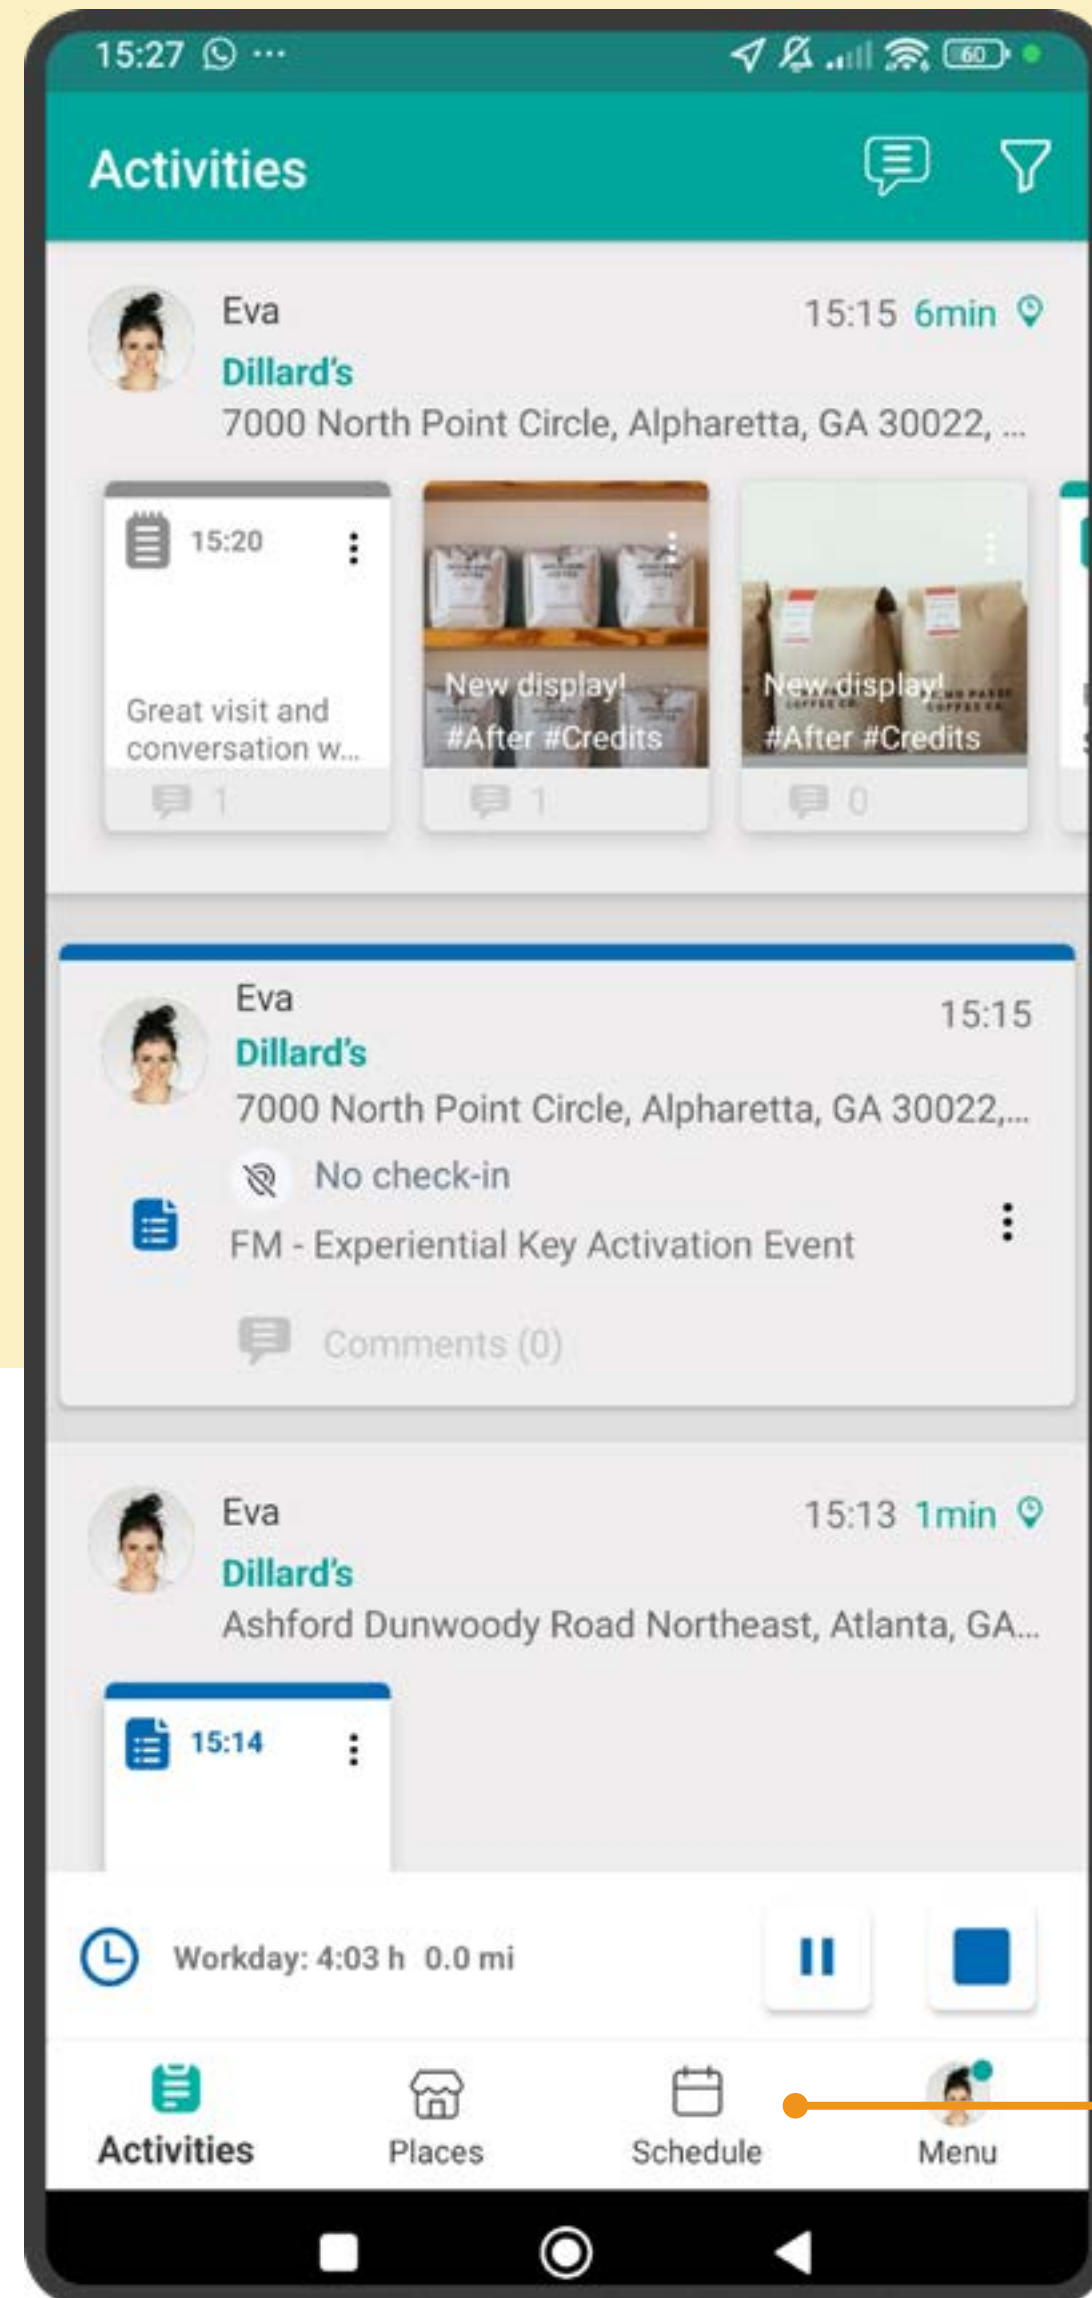 15:27 ... 60
Activities
Eva 15:15 6min
Dillard's
7000 North Point Circle, Alpharetta, GA 30022, ...
15:20
Great visit and
conversation w...
1
New display!
#After #Credits
1
COFFEE CO.
New display!
#After #Credits
0
Eva 15:15
Dillard's
7000 North Point Circle, Alpharetta, GA 30022,...
No check-in
FM - Experiential Key Activation Event
Comments (0)
Eva 15:13 1min
Dillard's
Ashford Dunwoody Road Northeast, Atlanta, GA...
15:14
Workday: 4:03 h 0.0 mi
Activities Places Schedule Menu